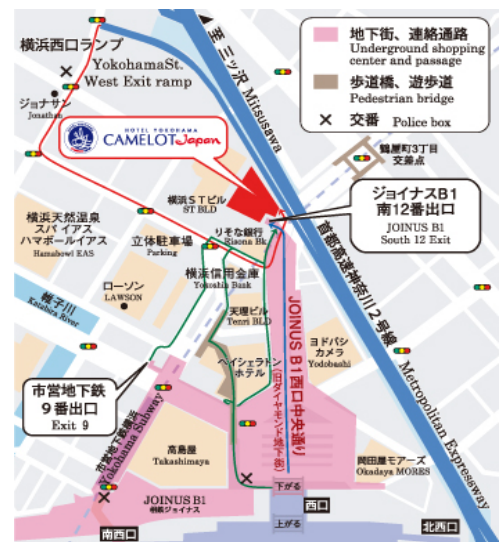 横浜西口ランプ
YokohamaSt.
West Exit ramp
ジョナサン
Jonathan
至 三ッ沢 Mitsusawa
地下街、連絡通路
Underground shopping
center and passage
歩道橋、遊歩道
Pedestrian bridge
交番 Police box
HOTEL YOKOHAMA
CAMELOT Japan
鶴屋町3丁目
交差点
横浜STビル
ST BLD
ジョイナスB1
南12番出口
JOINUS B1
South 12 Exit
横浜天然温泉
スパ イアス
ハマボールイアス
Hamabowl EAS
立体駐車場
Parking
りそな銀行
Risona Bk
横浜信用金庫
Yokoshin Bank
首都高速神奈川2号線
Metropolitan Expressway
ローソン
LAWSON
天理ビル
Tenri BLD
帷子川
Katabira River
JOINUS B1 西口中央通り
(旧ダイヤモンド地下街)
ヨドバシ
カメラ
Yodobashi
ベイシェラトン
ホテル
市営地下鉄
9番出口
Exit 9
市営地下鉄横浜
Yokohama Subway
高島屋
Takashimaya
岡田屋モアーズ
Okadaya MORES
JOINUS B1
相鉄ジョイナス
下がる
西口
上がる
南西口
北西口